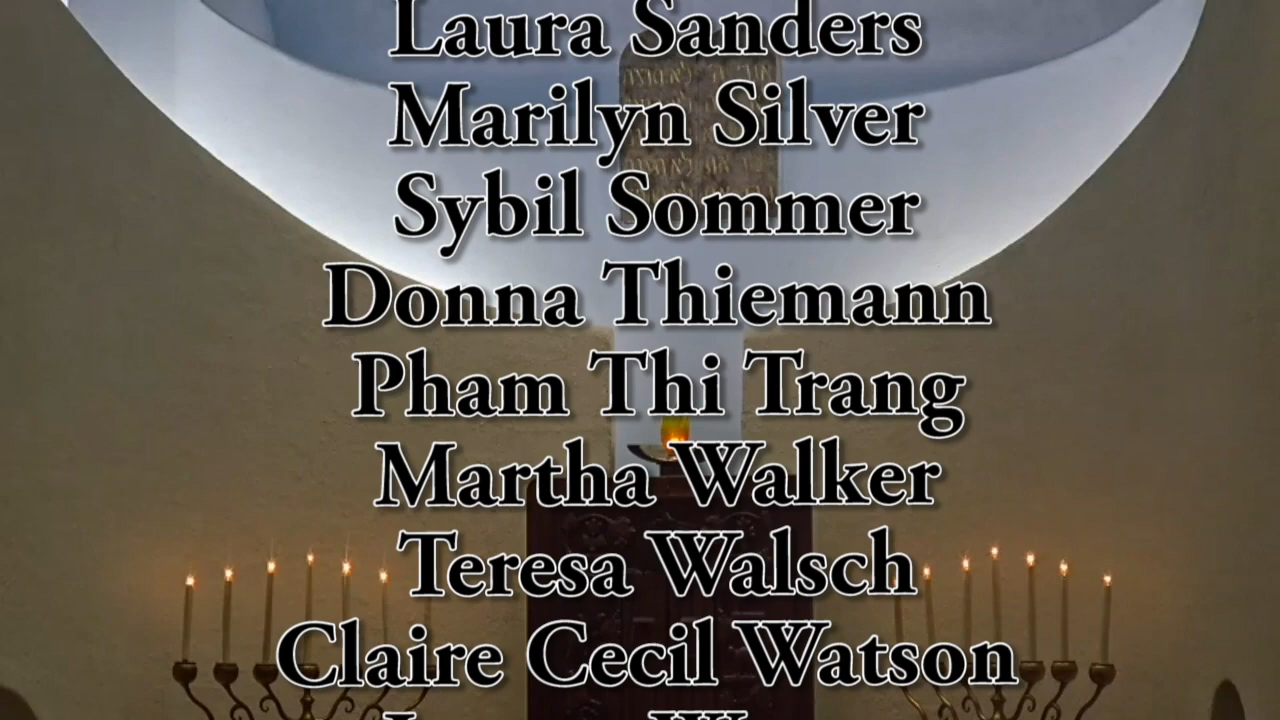 Laura Sanders
Marilyn Silver
Sybil Sommer
Donna Thiemann
Pham Thi Trang
Martha Walker
Teresa Walsch
Claire Cecil Watson